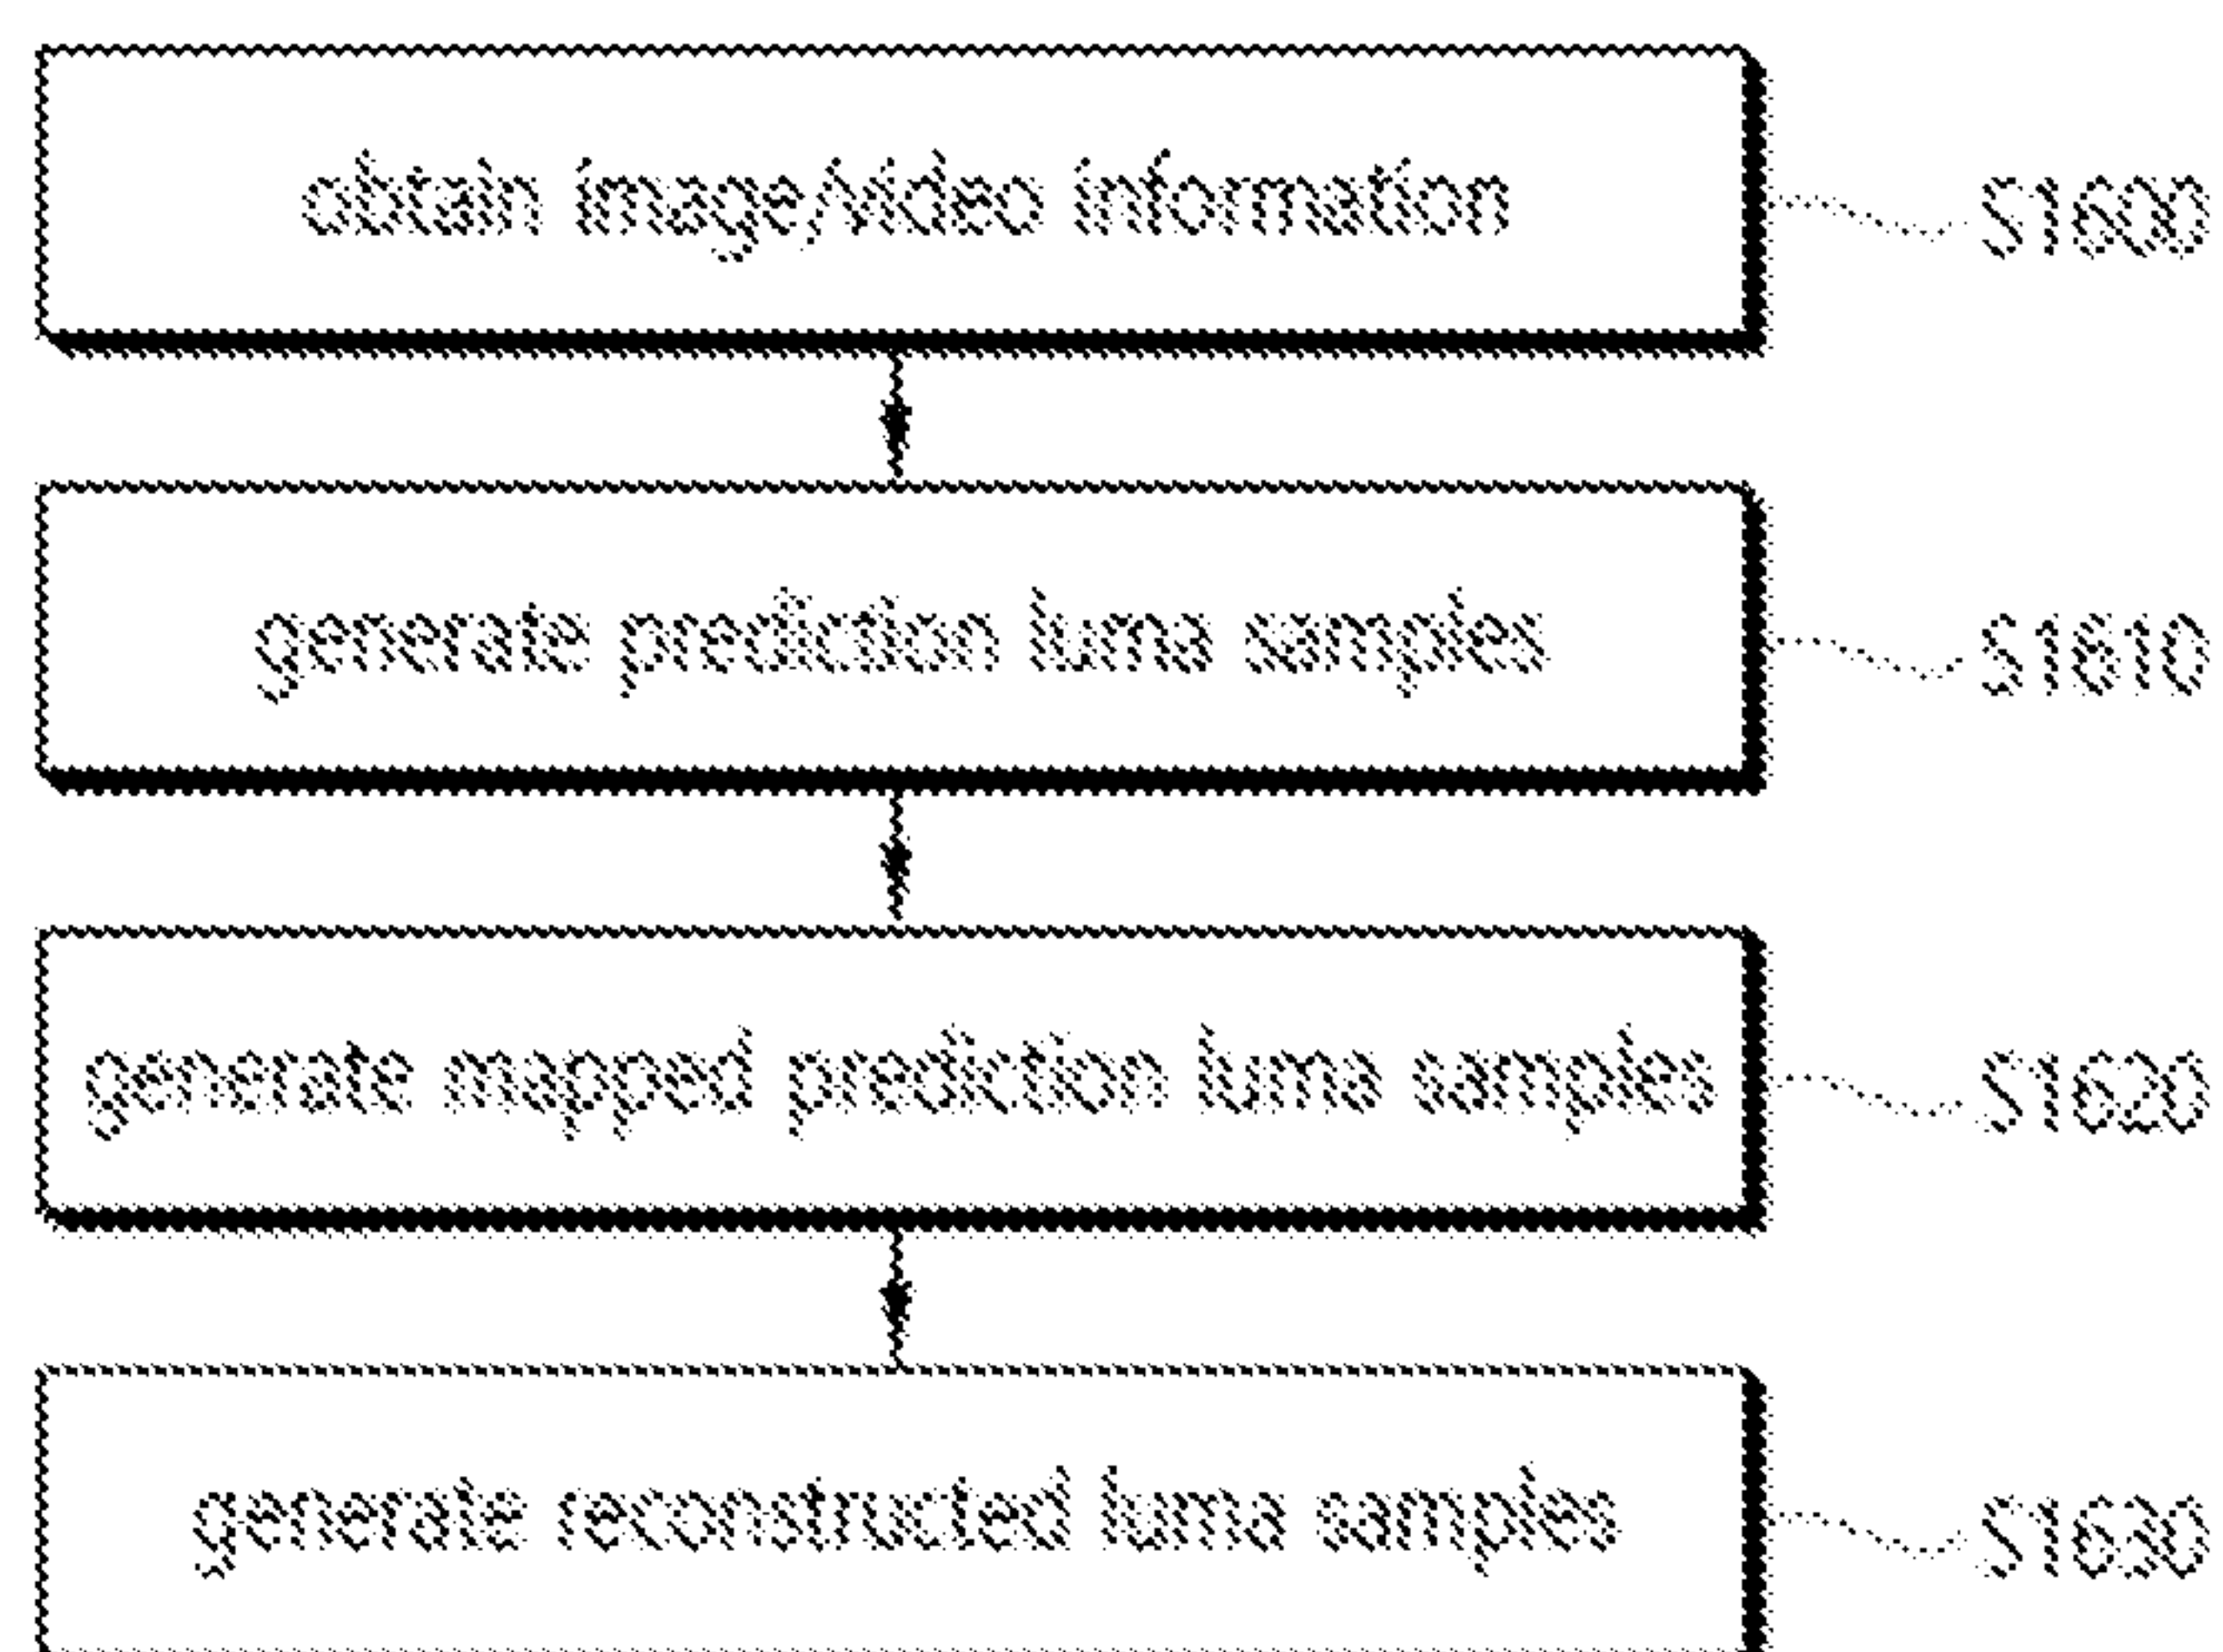 obtain image/video information S1600
generate prediction luma samples S1610
generate mapped prediction luma samples S1620
generate reconstructed luma samples S1630